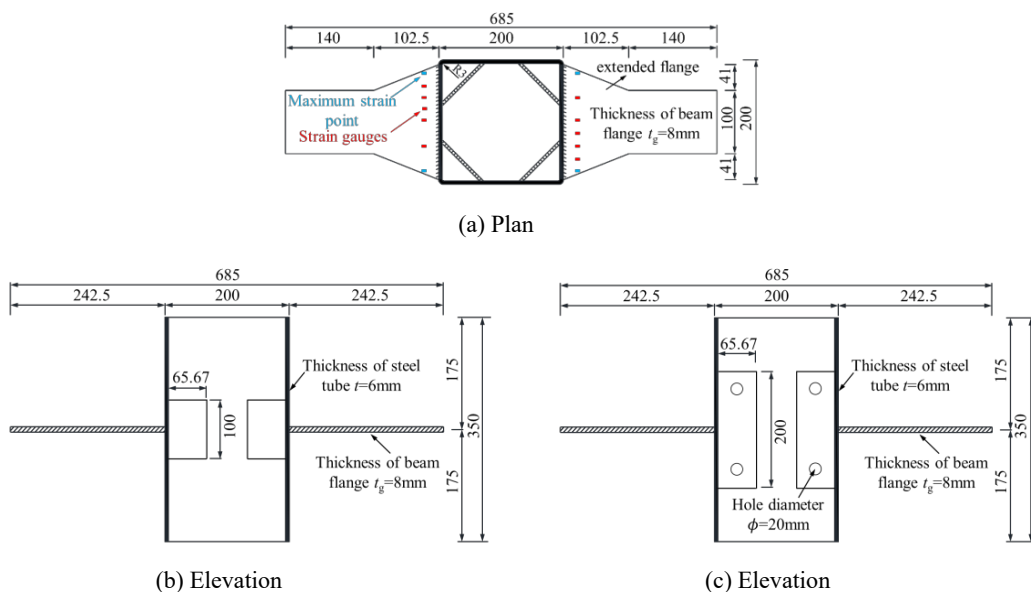 685
140
102.5
200
102.5
140
R3
extended flange
Maximum strain
point
Strain gauges
Thickness of beam
flange tg=8mm
41
100
41
200
(a) Plan
685
242.5
200
242.5
65.67
100
Thickness of steel
tube t=6mm
Thickness of beam
flange tg=8mm
175
175
350
(b) Elevation
685
242.5
200
242.5
65.67
200
Thickness of steel
tube t=6mm
Thickness of beam
flange tg=8mm
Hole diameter
ϕ=20mm
175
175
350
(c) Elevation